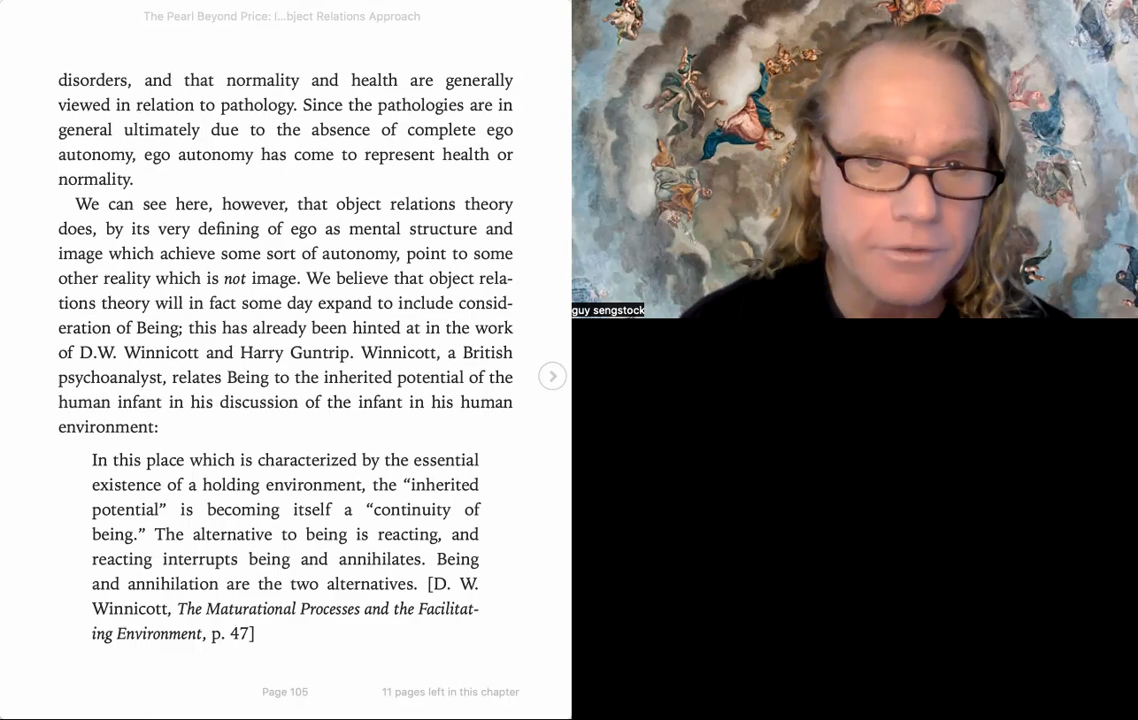 The Pearl Beyond Price: I...bject Relations Approach
disorders, and that normality and health are generally
viewed in relation to pathology. Since the pathologies are in
general ultimately due to the absence of complete ego
autonomy, ego autonomy has come to represent health or
normality.
We can see here, however, that object relations theory
does, by its very defining of ego as mental structure and
image which achieve some sort of autonomy, point to some
other reality which is not image. We believe that object rela-
tions theory will in fact some day expand to include consid-
eration of Being; this has already been hinted at in the work
of D.W. Winnicott and Harry Guntrip. Winnicott, a British
psychoanalyst, relates Being to the inherited potential of the
human infant in his discussion of the infant in his human
environment:
In this place which is characterized by the essential
existence of a holding environment, the “inherited
potential” is becoming itself a “continuity of
being.” The alternative to being is reacting, and
reacting interrupts being and annihilates. Being
and annihilation are the two alternatives. [D. W.
Winnicott, The Maturational Processes and the Facilitat-
ing Environment, p. 47]
Page 105
11 pages left in this chapter
guy sengstock